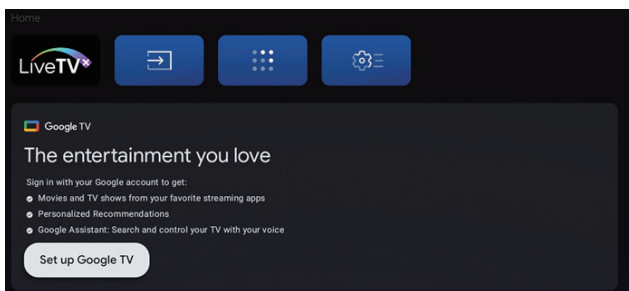 Home
LiveTV×
Google TV
The entertainment you love
Sign in with your Google account to get:
Movies and TV shows from your favorite streaming apps
Personalized Recommendations
Google Assistant: Search and control your TV with your voice
Set up Google TV